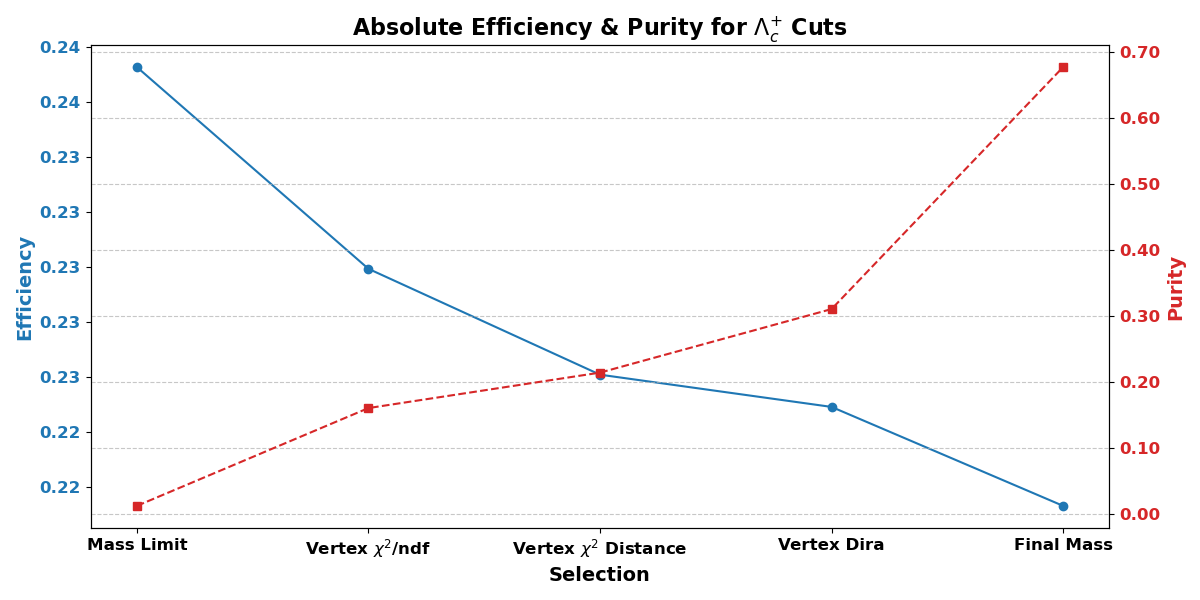 Absolute Efficiency & Purity for Λ_c^+ Cuts
Efficiency
0.24
0.24
0.23
0.23
0.23
0.23
0.23
0.22
0.22
0.70
0.60
0.50
0.40
0.30
0.20
0.10
0.00
Purity
Mass Limit
Vertex χ²/ndf
Vertex χ² Distance
Vertex Dira
Final Mass
Selection